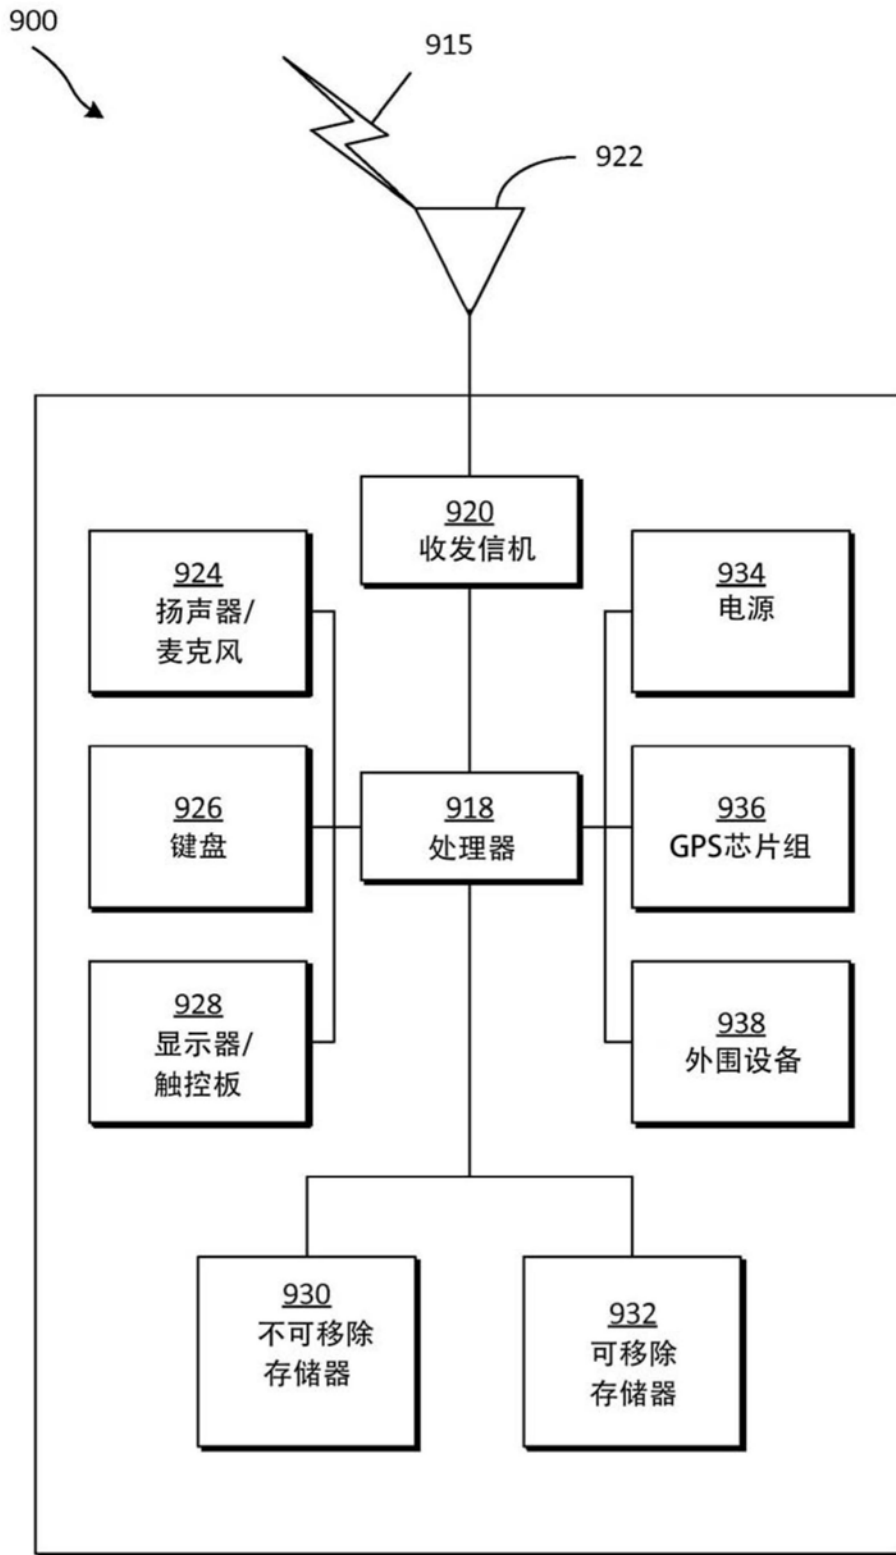 900
915
922
920
收发信机
924
扬声器/
麦克风
934
电源
926
键盘
918
处理器
936
GPS芯片组
928
显示器/
触控板
938
外围设备
930
不可移除
存储器
932
可移除
存储器